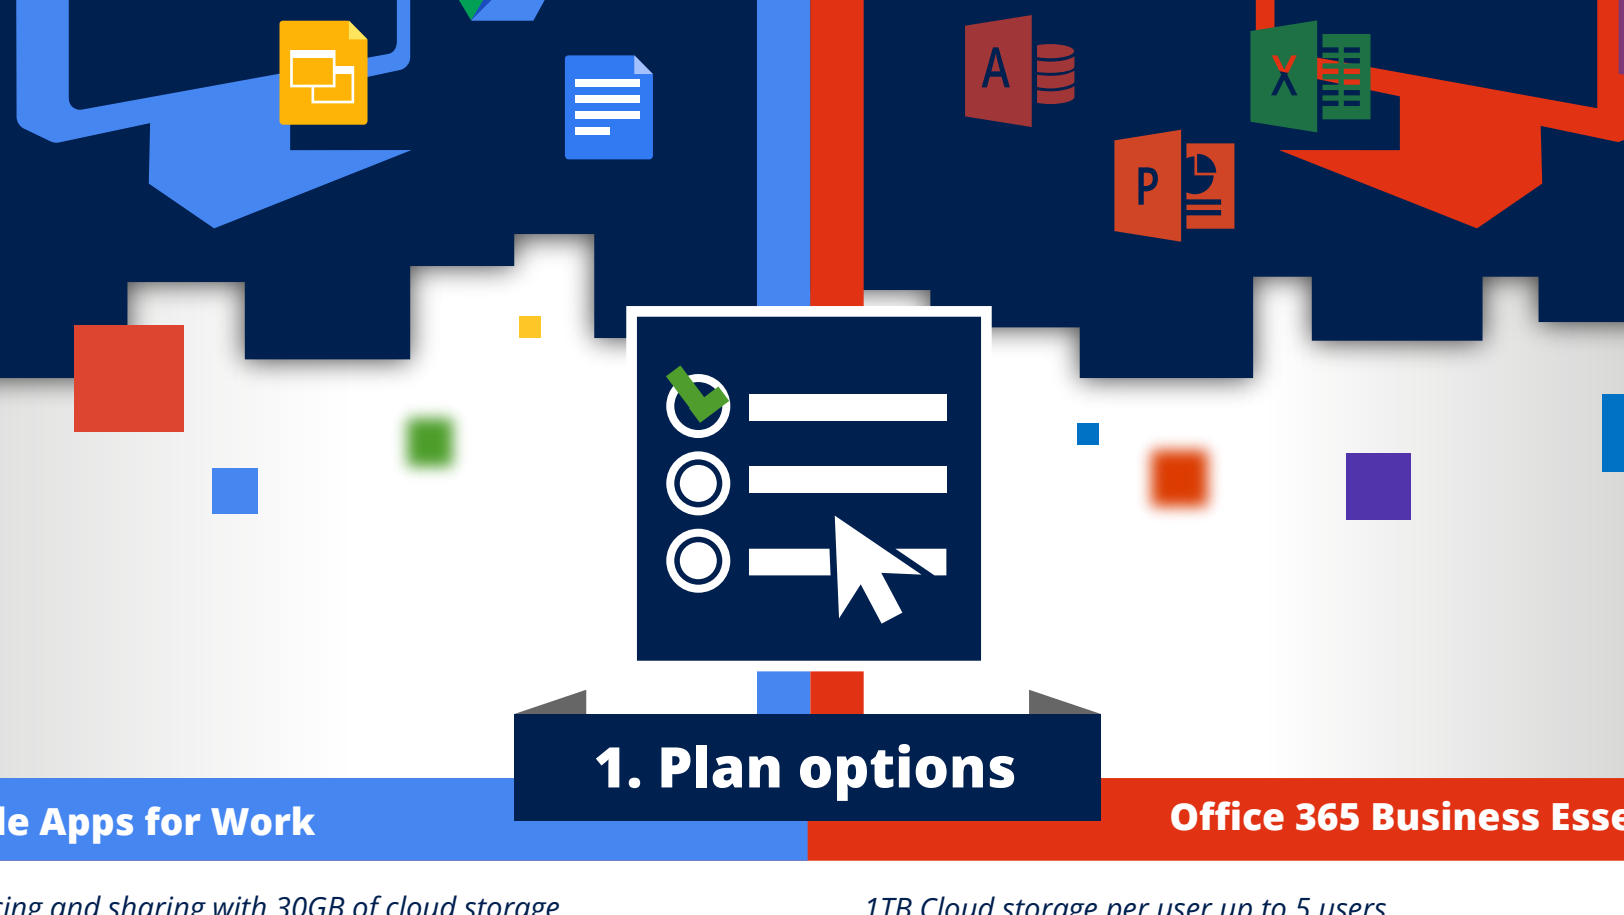 A
X
P
1. Plan options
le Apps for Work
Office 365 Business Esse
ing and sharing with 30GB of cloud storage
1TB Cloud storage per user up to 5 users